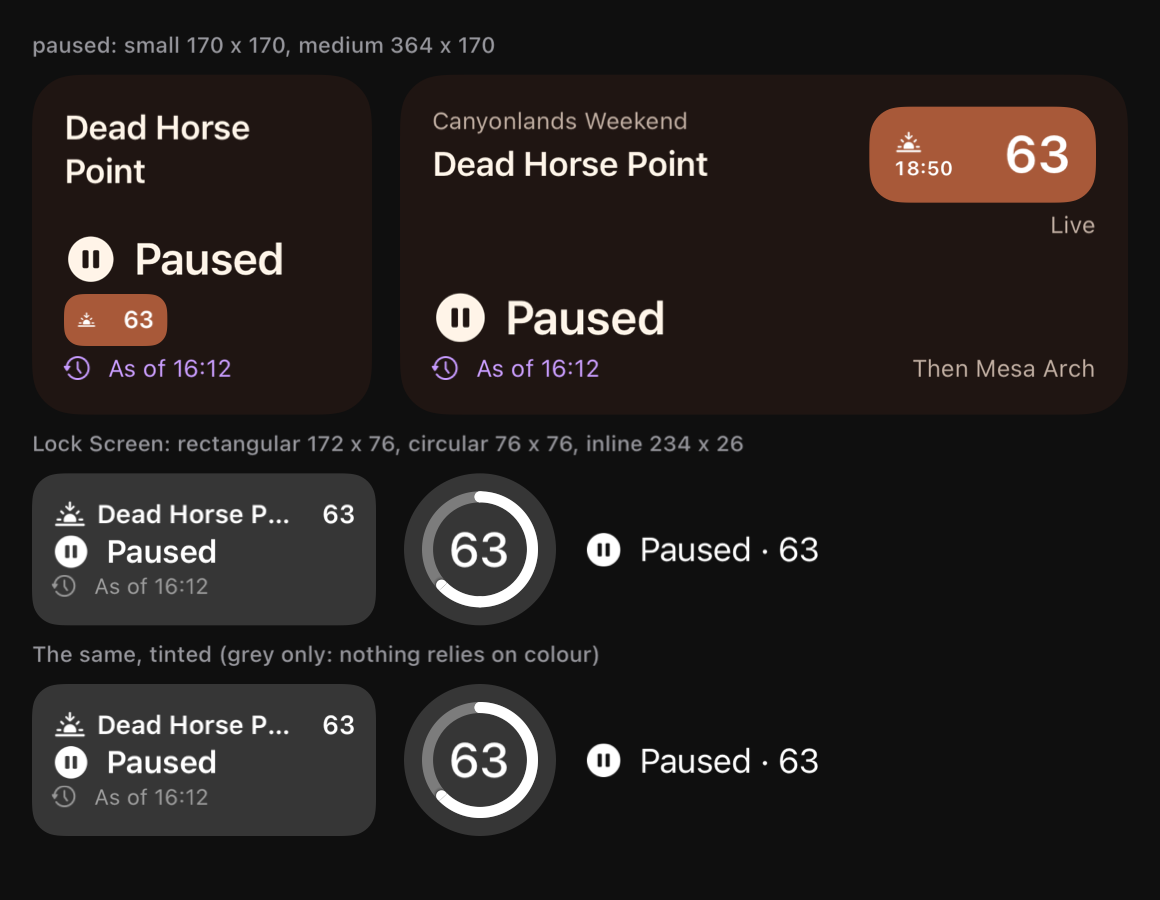 paused: small 170 x 170, medium 364 x 170
Dead Horse
Point
Paused
63
As of 16:12
Canyonlands Weekend
Dead Horse Point
18:50
63
Live
Paused
As of 16:12
Then Mesa Arch
Lock Screen: rectangular 172 x 76, circular 76 x 76, inline 234 x 26
Dead Horse P... 63
Paused
As of 16:12
63
Paused · 63
The same, tinted (grey only: nothing relies on colour)
Dead Horse P... 63
Paused
As of 16:12
63
Paused · 63